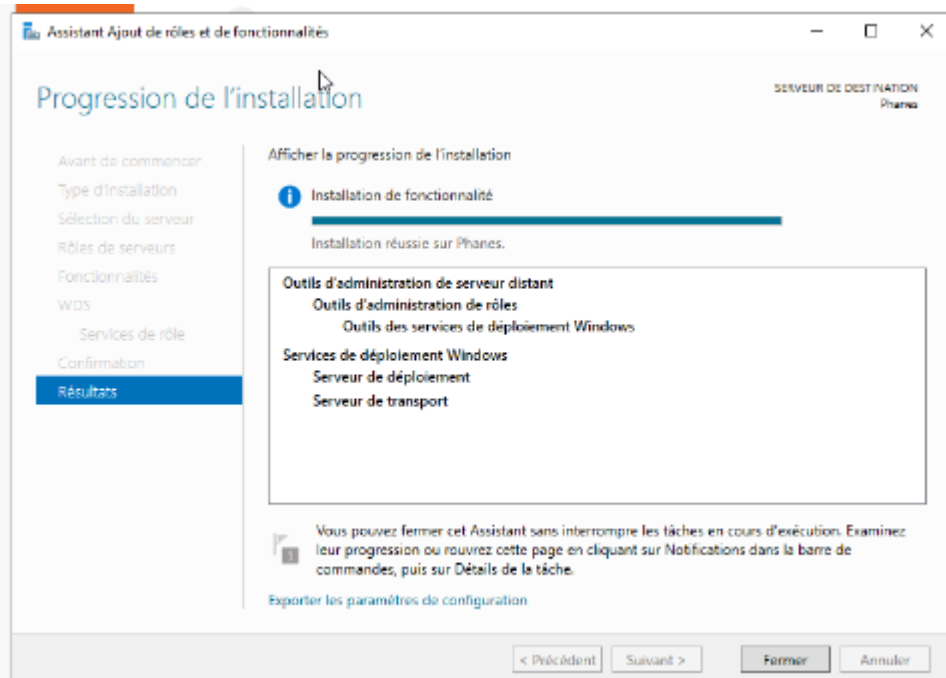 Assistant Ajout de rôles et de fonctionnalités
Progression de l'installation
SERVEUR DE DESTINATION
Phanes
Avant de commencer
Type d'installation
Sélection du serveur
Rôles de serveurs
Fonctionnalités
WDS
Services de rôle
Confirmation
Résultats
Afficher la progression de l'installation
Installation de fonctionnalité
Installation réussie sur Phanes.
Outils d'administration de serveur distant
Outils d'administration de rôles
Outils des services de déploiement Windows
Services de déploiement Windows
Serveur de déploiement
Serveur de transport
Vous pouvez fermer cet Assistant sans interrompre les tâches en cours d'exécution. Examinez
leur progression ou rouvrez cette page en cliquant sur Notifications dans la barre de
commandes, puis sur Détails de la tâche.
Exporter les paramètres de configuration
< Précédent
Suivant >
Fermer
Annuler